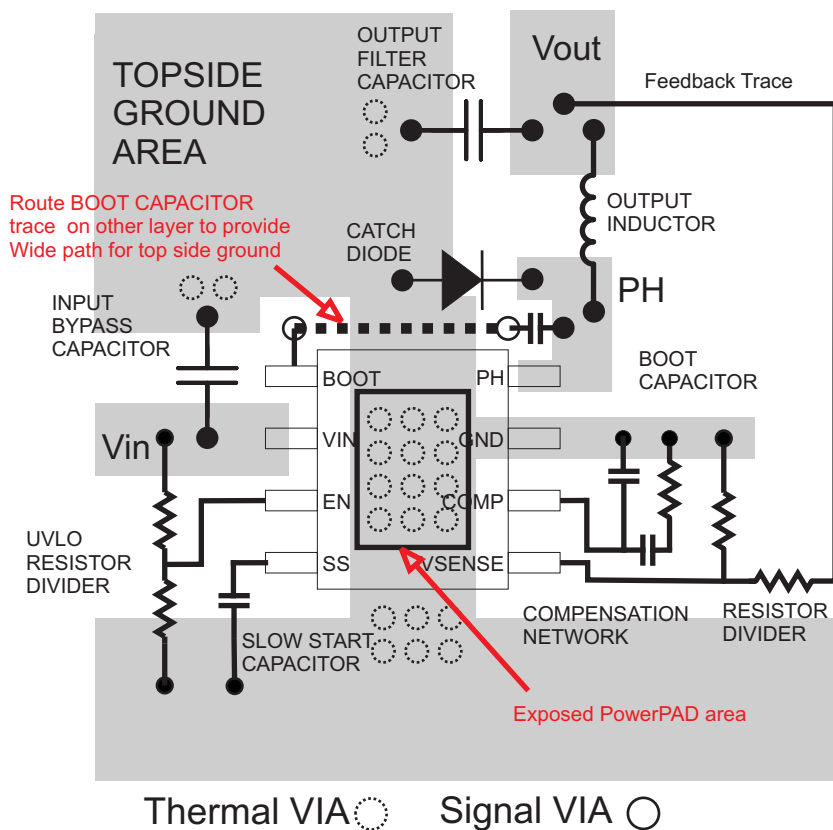 TOPSIDE
GROUND
AREA
OUTPUT
FILTER
CAPACITOR
Vout
Feedback Trace
Route BOOT CAPACITOR
trace on other layer to provide
Wide path for top side ground
CATCH
DIODE
OUTPUT
INDUCTOR
PH
INPUT
BYPASS
CAPACITOR
BOOT
CAPACITOR
BOOT
PH
Vin
VIN
GND
EN
COMP
UVLO
RESISTOR
DIVIDER
SS
VSENSE
SLOW START
CAPACITOR
COMPENSATION
NETWORK
RESISTOR
DIVIDER
Exposed PowerPAD area
Thermal VIA
Signal VIA